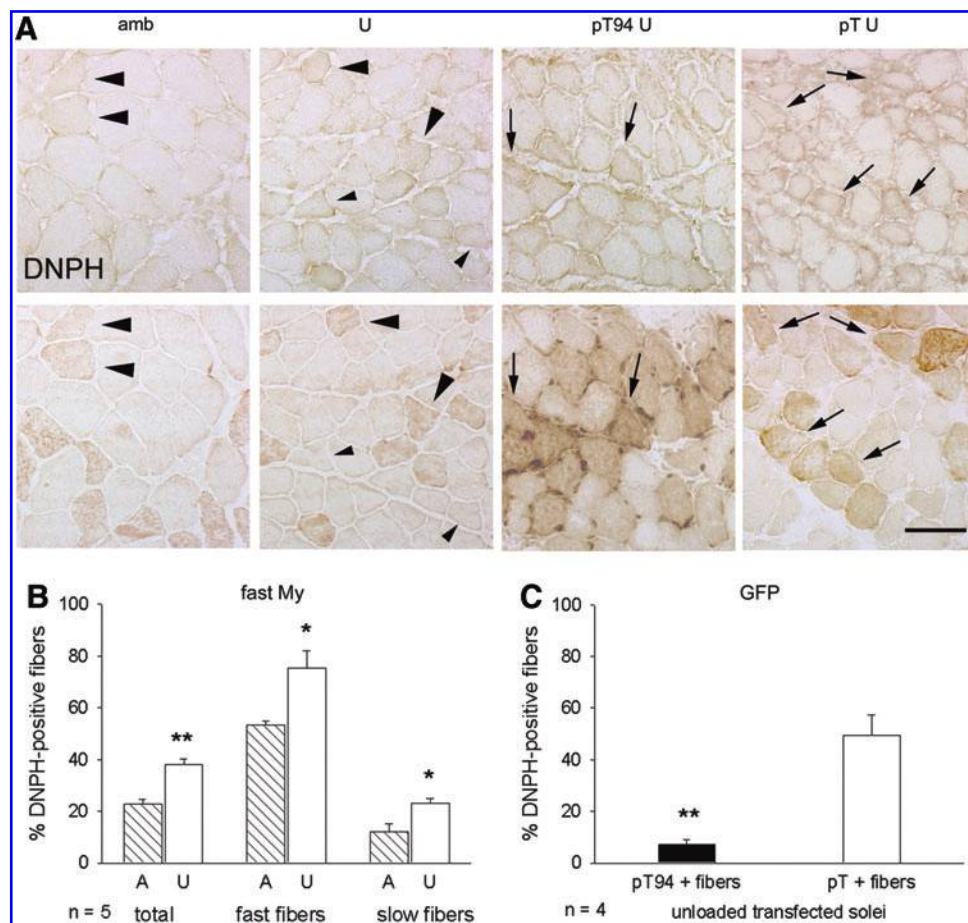 A amb U pT94 U pT U
DNPH
B fast My
C GFP
% DNPH-positive fibers
100
80
60
40
20
0
** * *
A U A U A U
n = 5 total fast fibers slow fibers
% DNPH-positive fibers
100
80
60
40
20
0
**
pT94 + fibers pT + fibers
n = 4 unloaded transfected solei